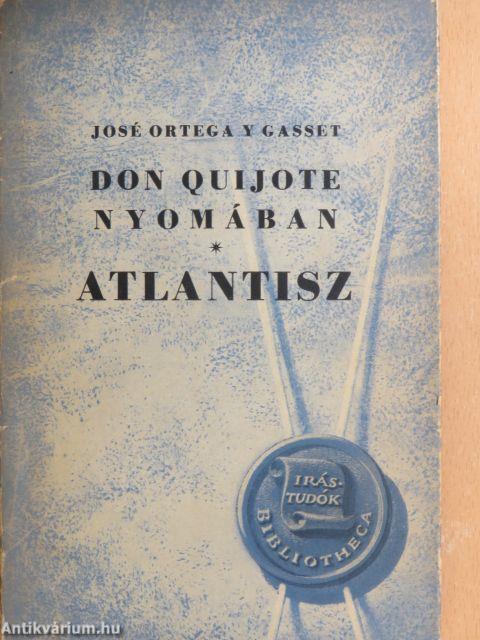 JOSÉ ORTEGA Y GASSET
DON QUIJOTE
NYOMÁBAN
*
ATLANTISZ
IRÁS-
TUDÓK
BIBLIOTHECA
Antikvárium.hu